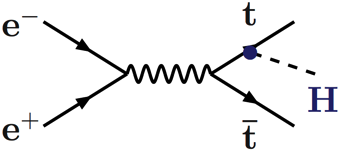 e⁻ t
H
e⁺ t̄